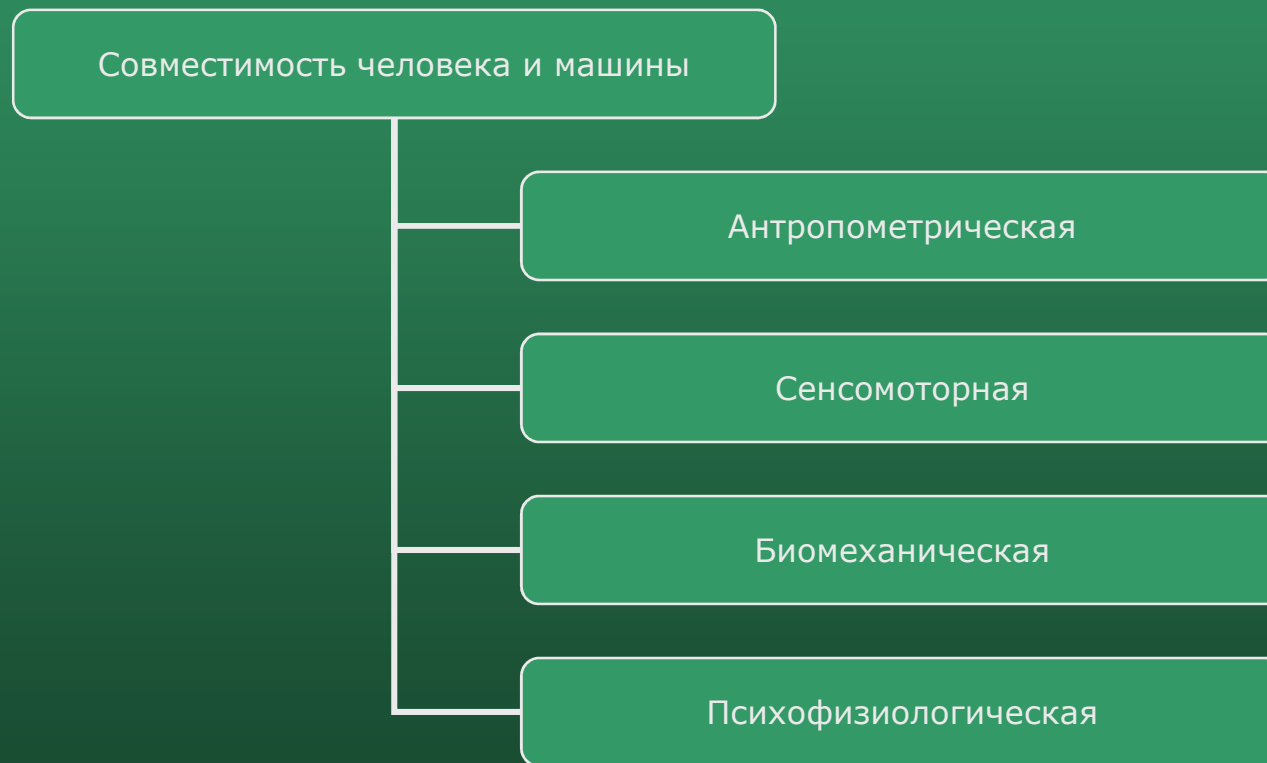 Совместимость человека и машины
Антропометрическая
Сенсомоторная
Биомеханическая
Психофизиологическая